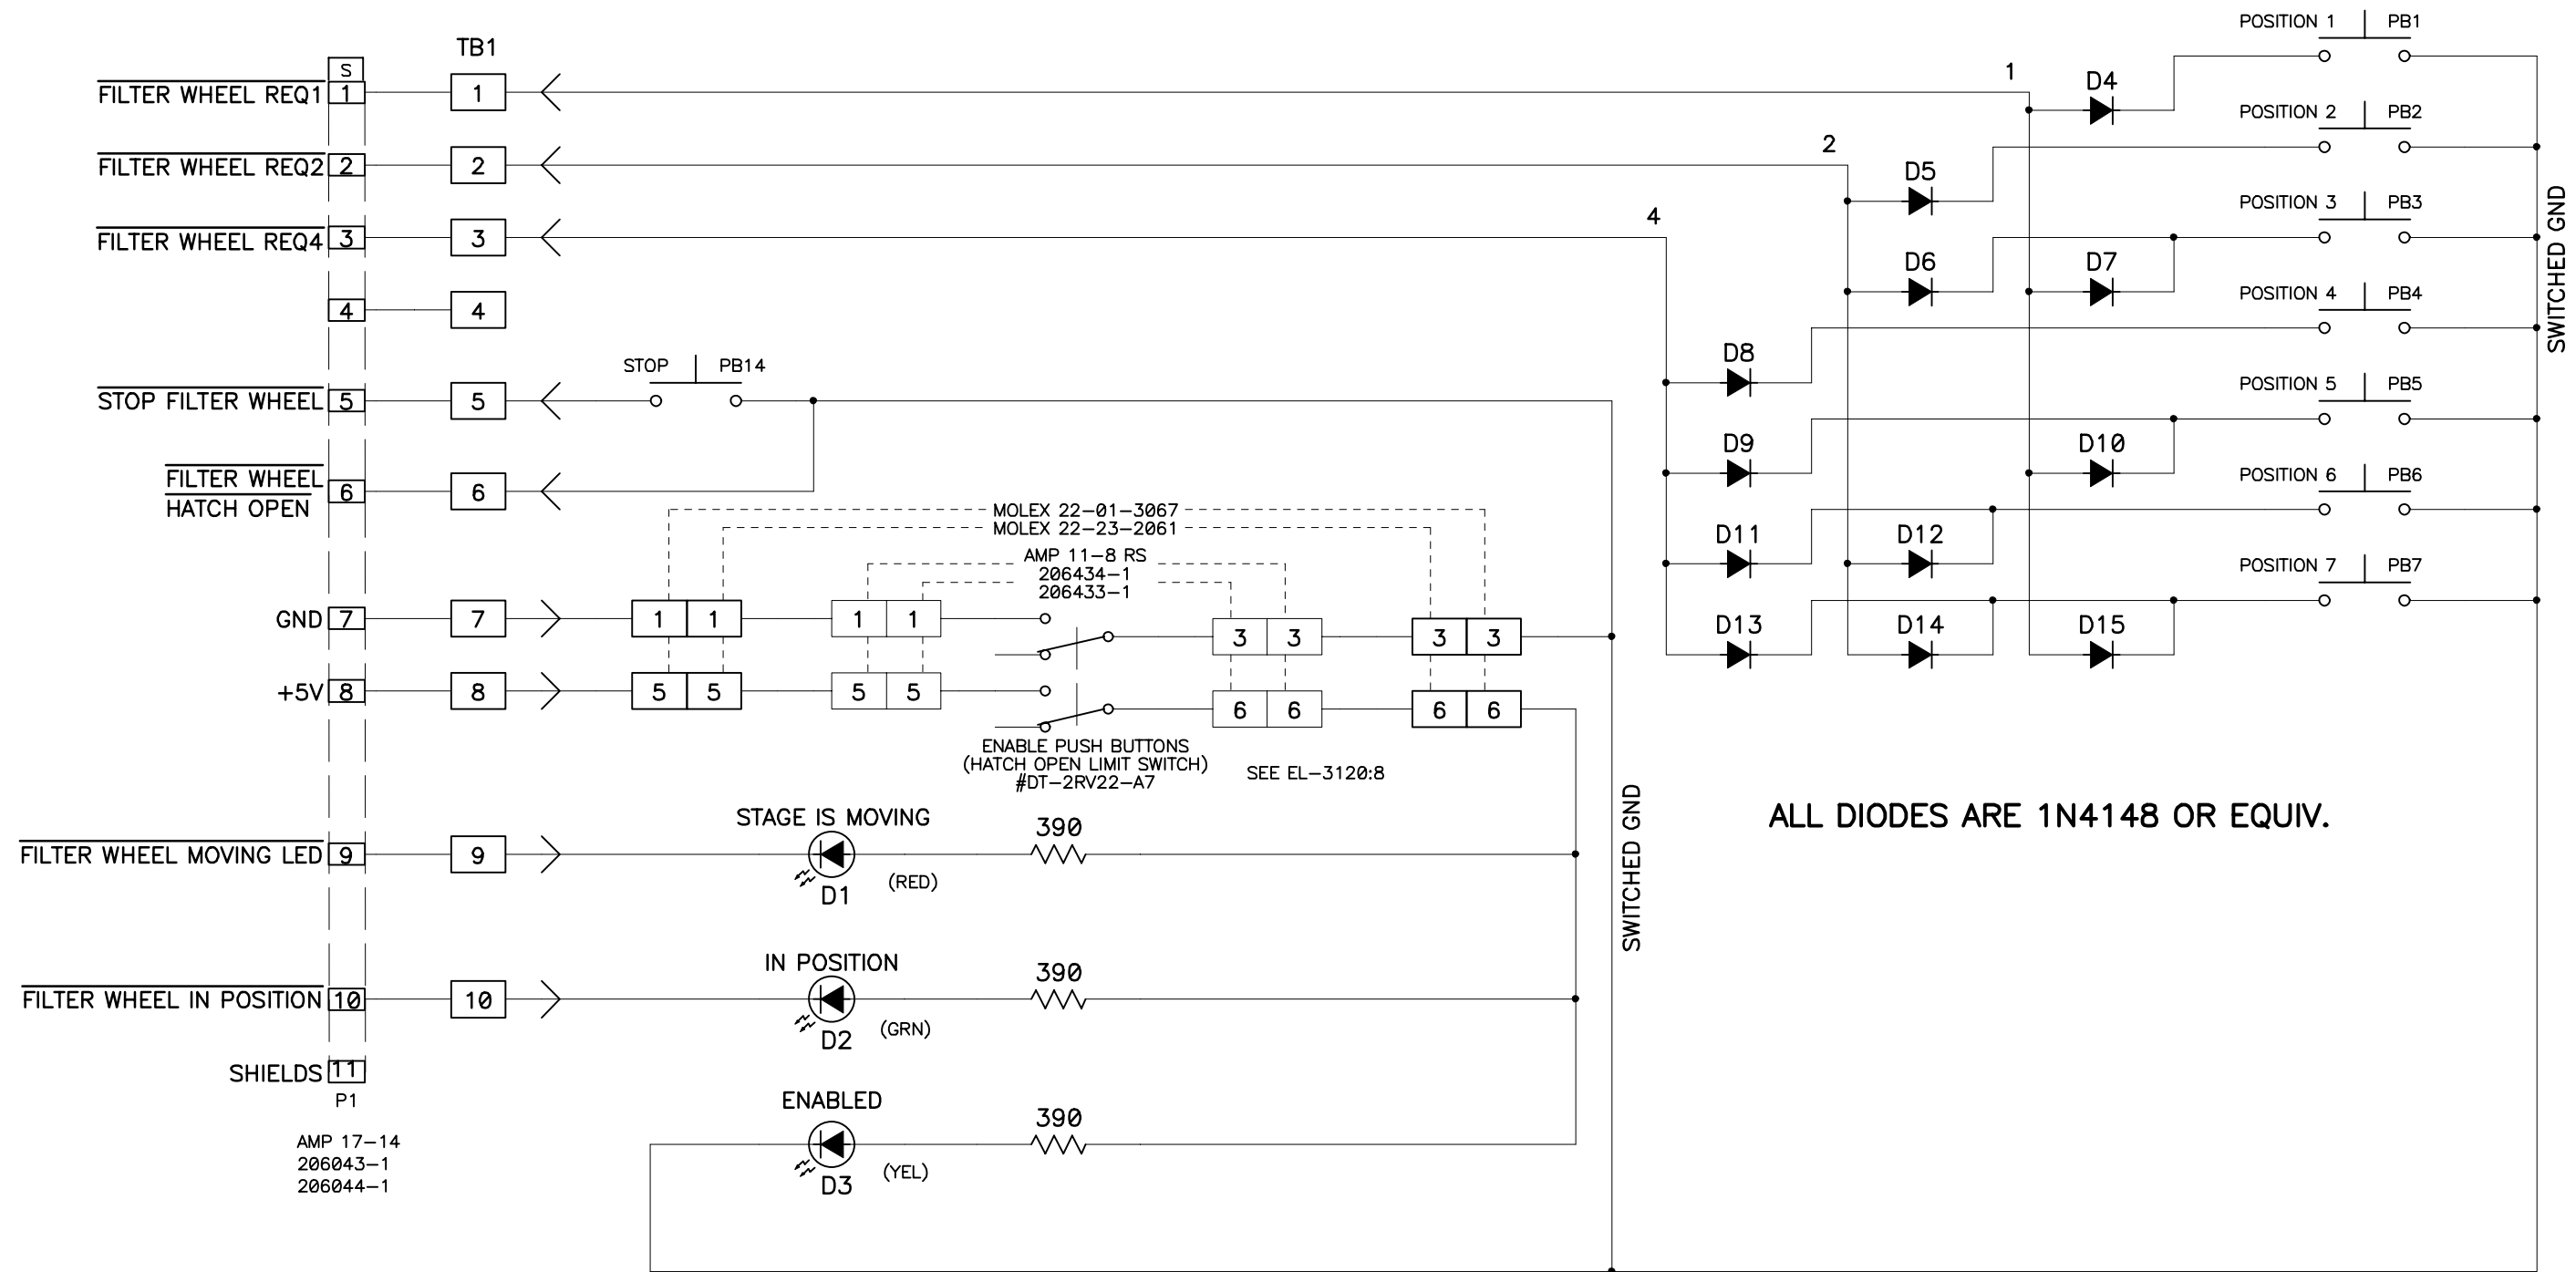 TB1
S
FILTER WHEEL REQ1 1 1
FILTER WHEEL REQ2 2 2
FILTER WHEEL REQ4 3 3
4 4
STOP FILTER WHEEL 5 5
STOP PB14
FILTER WHEEL
HATCH OPEN
6 6
MOLEX 22-01-3067
MOLEX 22-23-2061
AMP 11-8 RS
206434-1
206433-1
GND 7 7 1 1 1 1 3 3 3 3
+5V 8 8 5 5 5 5 6 6 6 6
ENABLE PUSH BUTTONS
(HATCH OPEN LIMIT SWITCH)
#DT-2RV22-A7
SEE EL-3120:8
STAGE IS MOVING
390
FILTER WHEEL MOVING LED 9 9
(RED)
D1
IN POSITION
390
FILTER WHEEL IN POSITION 10 10
(GRN)
D2
SHIELDS 11
P1
AMP 17-14
206043-1
206044-1
ENABLED
390
(YEL)
D3
SWITCHED GND
1
2
4
POSITION 1 PB1
D4
POSITION 2 PB2
D5
POSITION 3 PB3
D6 D7
POSITION 4 PB4
D8
POSITION 5 PB5
D9 D10
POSITION 6 PB6
D11 D12
POSITION 7 PB7
D13 D14 D15
SWITCHED GND
ALL DIODES ARE 1N4148 OR EQUIV.